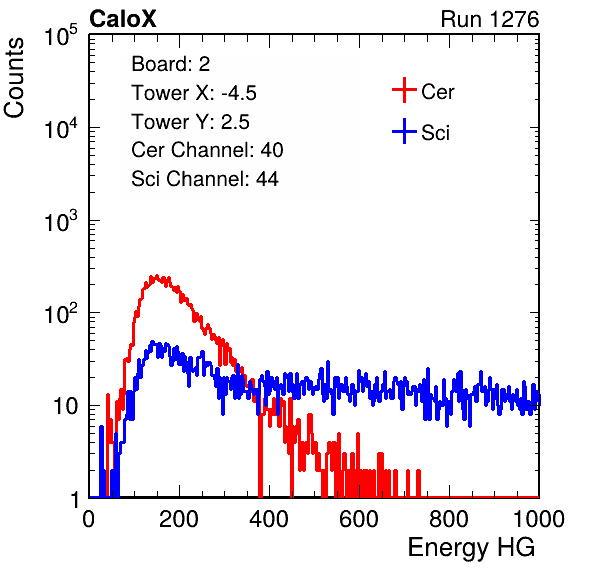 CaloX Run 1276
Counts
10^5
10^4
10^3
10^2
10
1
Board: 2
Tower X: -4.5
Tower Y: 2.5
Cer Channel: 40
Sci Channel: 44
Cer
Sci
0 200 400 600 800 1000
Energy HG